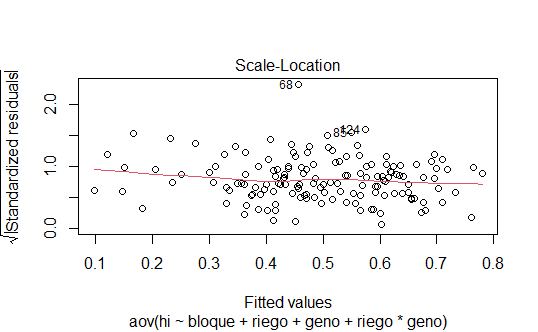 Scale-Location
√|Standardized residuals|
2.0
1.0
0.0
68
85
124
0.1 0.2 0.3 0.4 0.5 0.6 0.7 0.8
Fitted values
aov(hi ~ bloque + riego + geno + riego * geno)